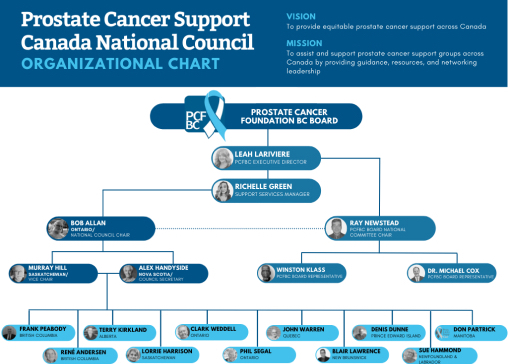 Prostate Cancer Support
Canada National Council
ORGANIZATIONAL CHART
VISION
To provide equitable prostate cancer support across Canada
MISSION
To assist and support prostate cancer support groups across
Canada by providing guidance, resources, and networking
leadership
PCF
BC
PROSTATE CANCER
FOUNDATION BC BOARD
LEAH LARIVIERE
PCFBC EXECUTIVE DIRECTOR
RICHELLE GREEN
SUPPORT SERVICES MANAGER
BOB ALLAN
ONTARIO/
NATIONAL COUNCIL CHAIR
RAY NEWSTEAD
PCFBC BOARD NATIONAL
COMMITTEE CHAIR
MURRAY HILL
SASKATCHEWAN/
VICE CHAIR
ALEX HANDYSIDE
NOVA SCOTIA/
COUNCIL SECRETARY
WINSTON KLASS
PCFBC BOARD REPRESENTATIVE
DR. MICHAEL COX
PCFBC BOARD REPRESENTATIVE
FRANK PEABODY
BRITISH COLUMBIA
TERRY KIRKLAND
ALBERTA
CLARK WEDDELL
ONTARIO
JOHN WARREN
QUEBEC
DENIS DUNNE
PRINCE EDWARD ISLAND
DON PARTRICK
MANITOBA
RENÉ ANDERSEN
BRITISH COLUMBIA
LORRIE HARRISON
SASKATCHEWAN
PHIL SEGAL
ONTARIO
BLAIR LAWRENCE
NEW BRUNSWICK
SUE HAMMOND
NEWFOUNDLAND &
LABRADOR